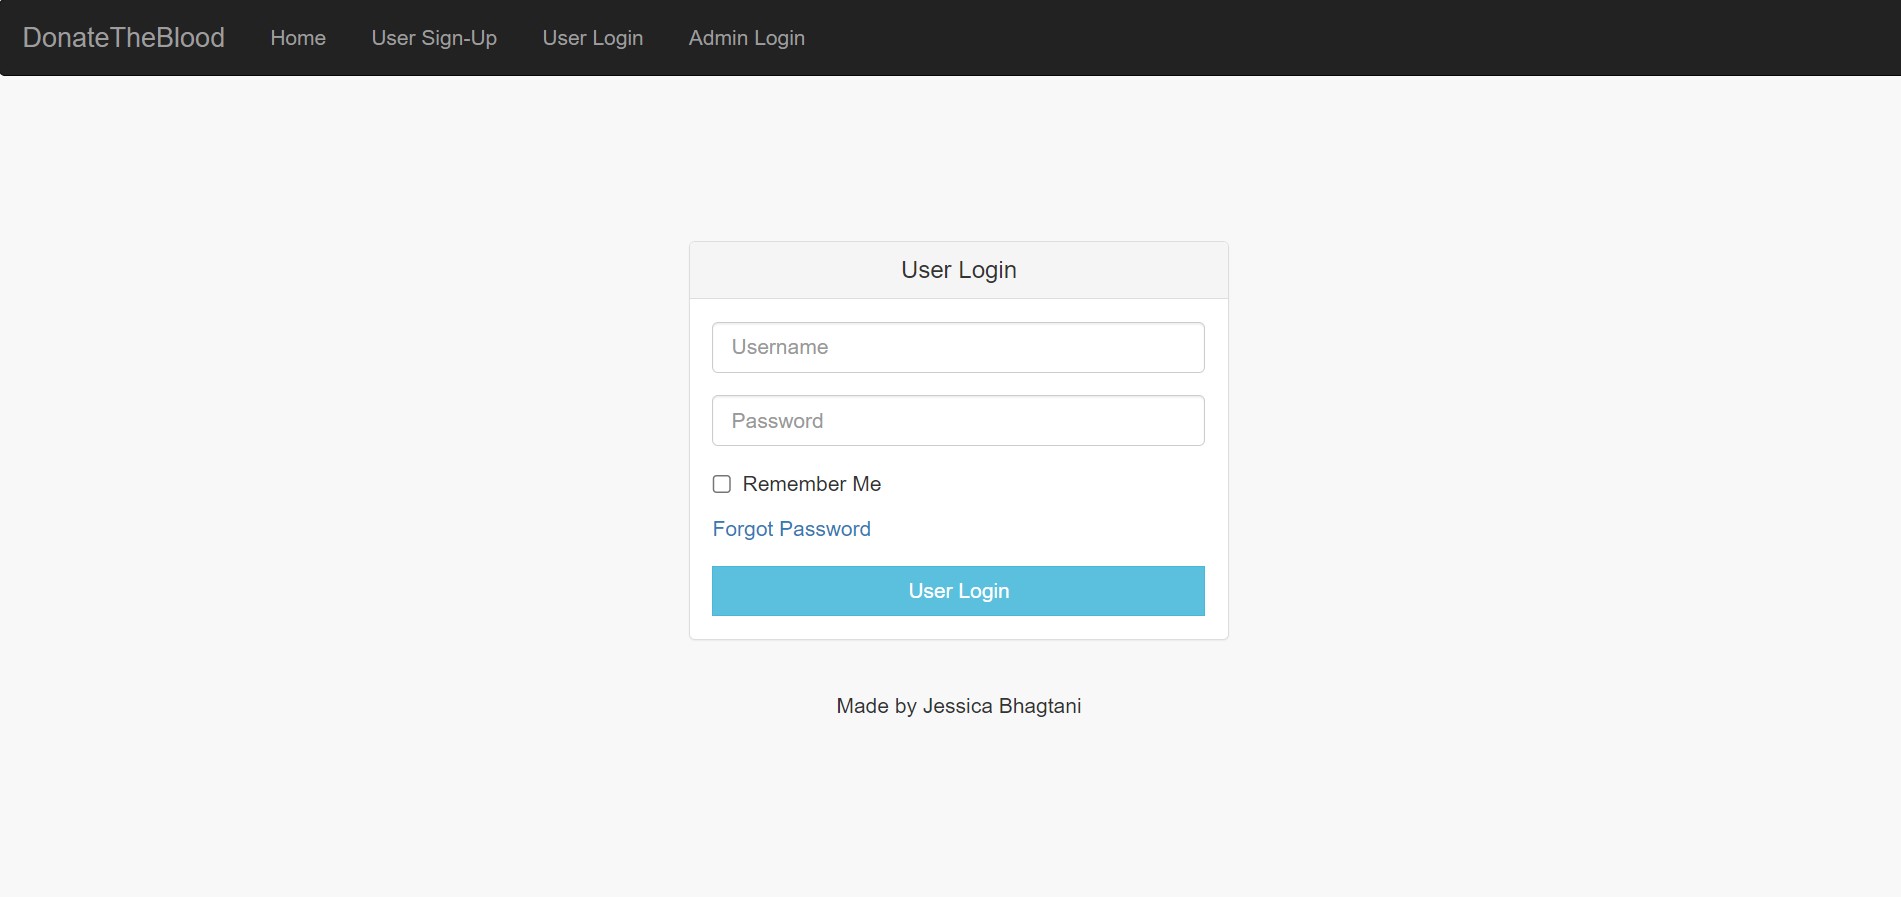 DonateTheBlood Home User Sign-Up User Login Admin Login
User Login
Username
Password
Remember Me
Forgot Password
User Login
Made by Jessica Bhagtani